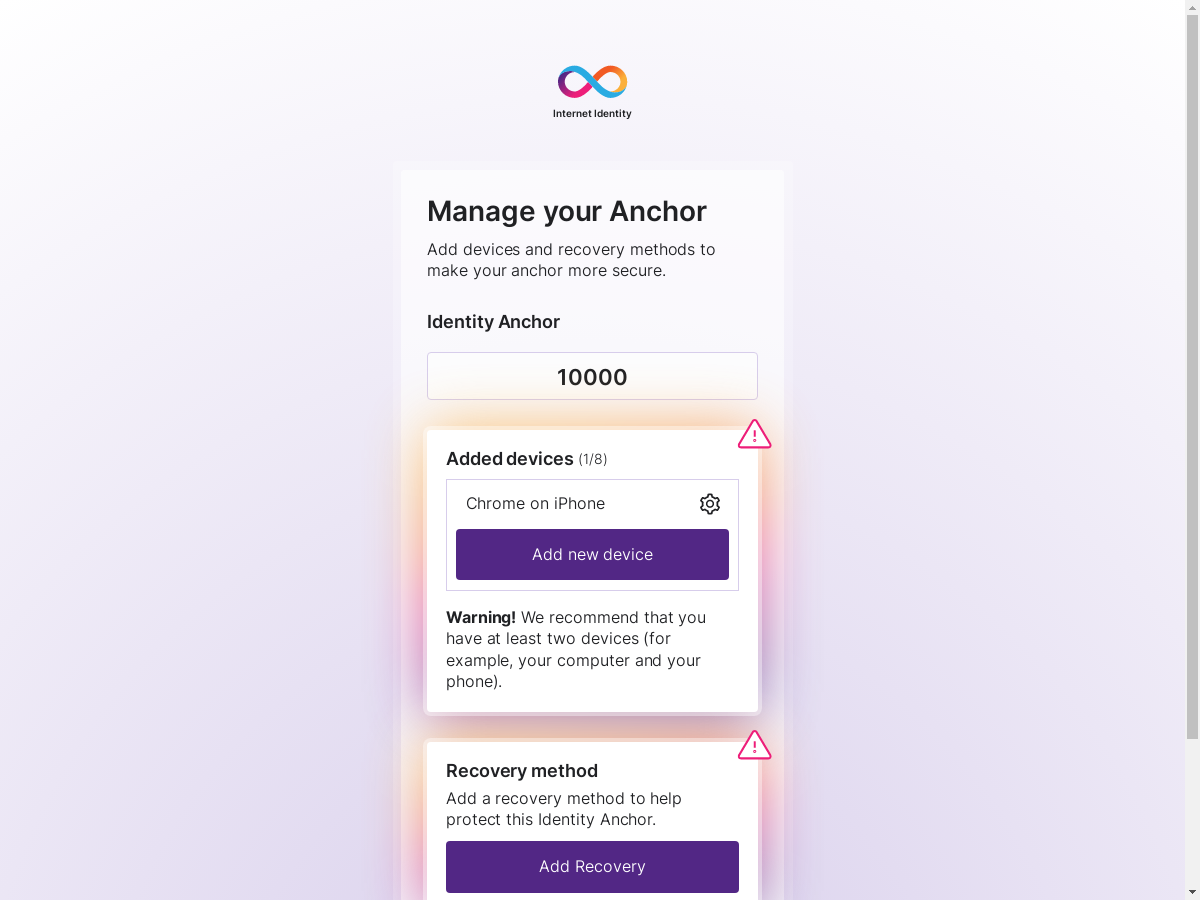 Internet Identity
Manage your Anchor
Add devices and recovery methods to
make your anchor more secure.
Identity Anchor
10000
Added devices (1/8)
Chrome on iPhone
Add new device
Warning! We recommend that you
have at least two devices (for
example, your computer and your
phone).
Recovery method
Add a recovery method to help
protect this Identity Anchor.
Add Recovery